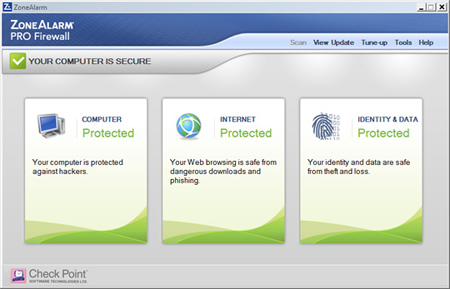 ZoneAlarm
ZONEALARM®
PRO Firewall
Scan View Update Tune-up Tools Help
YOUR COMPUTER IS SECURE
COMPUTER
Protected
Your computer is protected
against hackers.
INTERNET
Protected
Your Web browsing is safe from
dangerous downloads and
phishing.
IDENTITY & DATA
Protected
Your identity and data are safe
from theft and loss.
Check Point
SOFTWARE TECHNOLOGIES LTD.